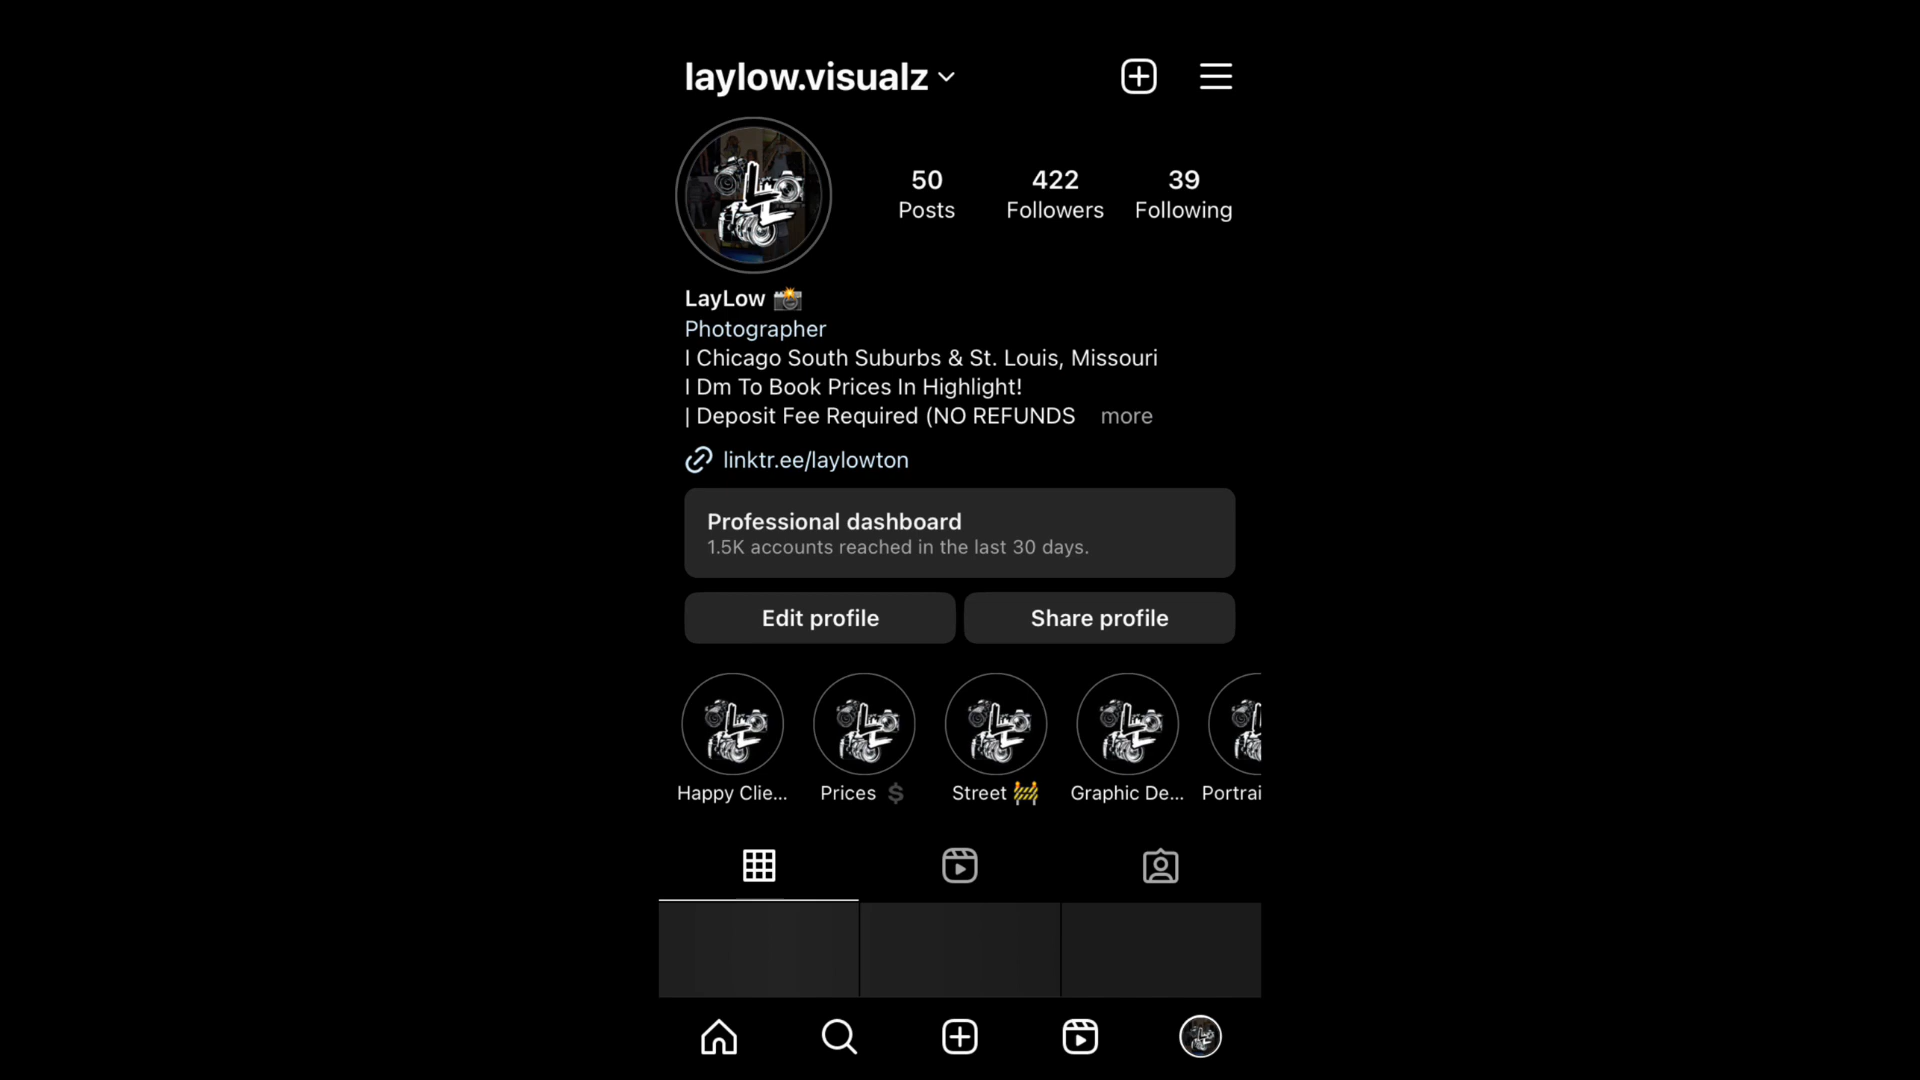 laylow.visualz
50
Posts
422
Followers
39
Following
LayLow 📸
Photographer
I Chicago South Suburbs & St. Louis, Missouri
I Dm To Book Prices In Highlight!
| Deposit Fee Required (NO REFUNDS more
linktr.ee/laylowton
Professional dashboard
1.5K accounts reached in the last 30 days.
Edit profile
Share profile
Happy Clie...
Prices 💲
Street 🚧
Graphic De...
Portrai